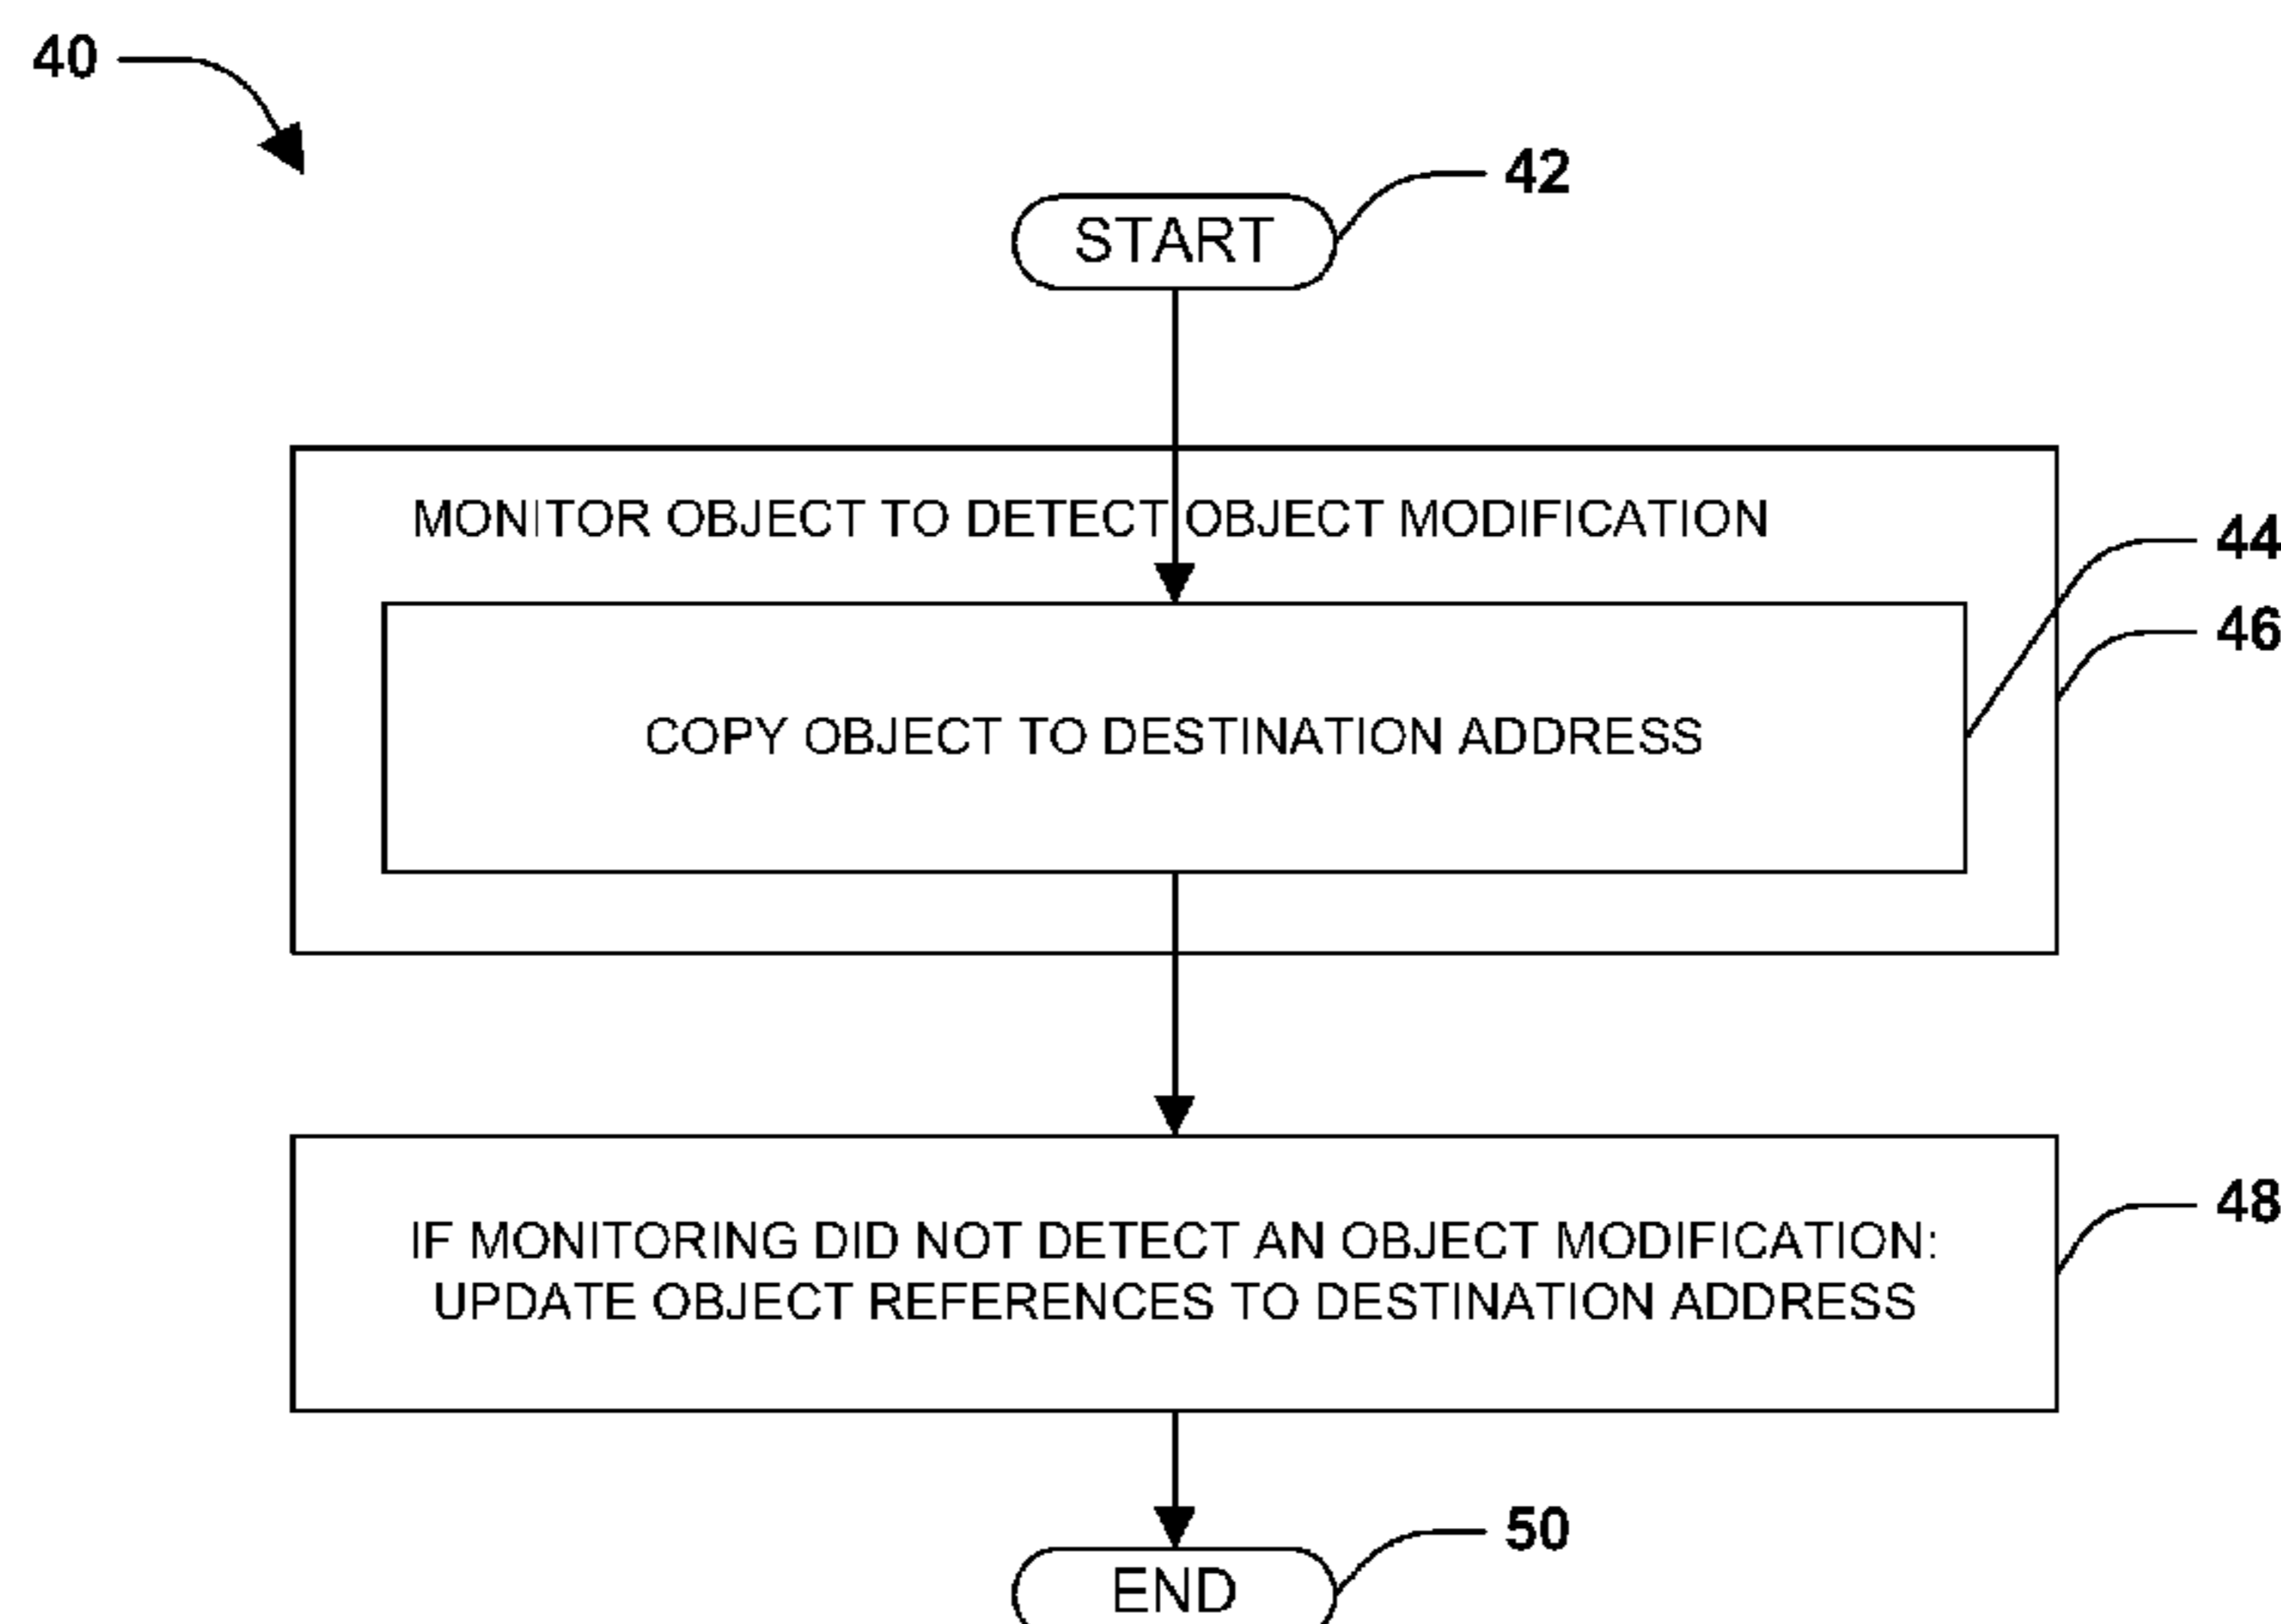 40
42
START
MONITOR OBJECT TO DETECT OBJECT MODIFICATION
44
46
COPY OBJECT TO DESTINATION ADDRESS
48
IF MONITORING DID NOT DETECT AN OBJECT MODIFICATION:
UPDATE OBJECT REFERENCES TO DESTINATION ADDRESS
50
END